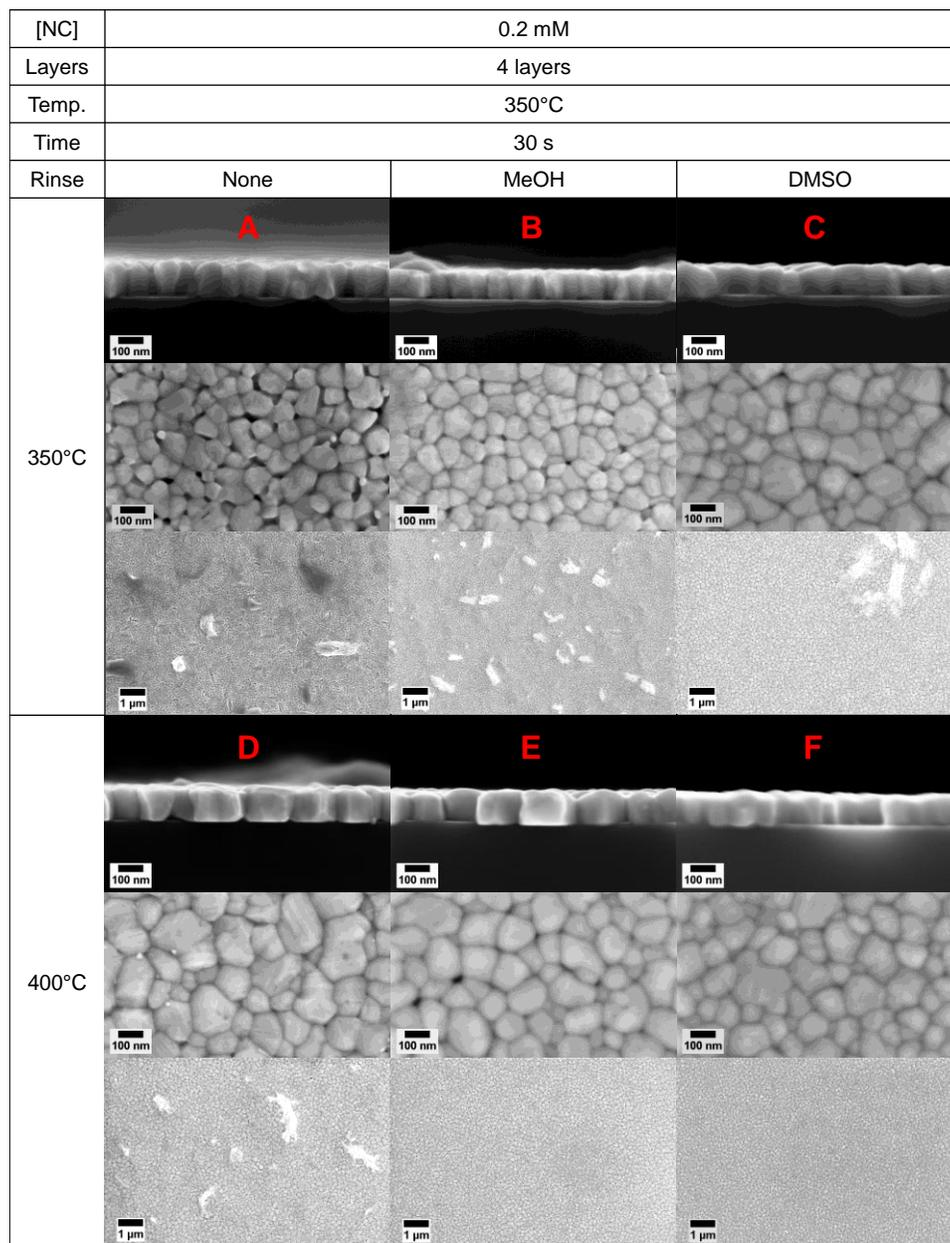 [NC] 0.2 mM
Layers 4 layers
Temp. 350°C
Time 30 s
Rinse None MeOH DMSO
A B C
100 nm 100 nm 100 nm
350°C
100 nm 100 nm 100 nm
1 µm 1 µm 1 µm
D E F
100 nm 100 nm 100 nm
400°C
100 nm 100 nm 100 nm
1 µm 1 µm 1 µm